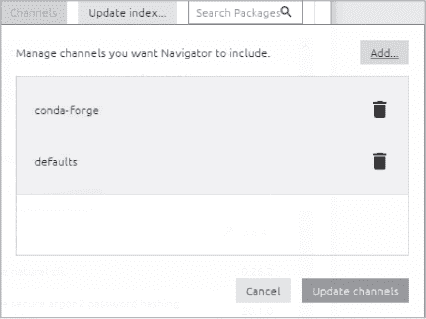 Channels Update index... Search Packages
Manage channels you want Navigator to include. Add...
conda-forge
defaults
Cancel Update channels